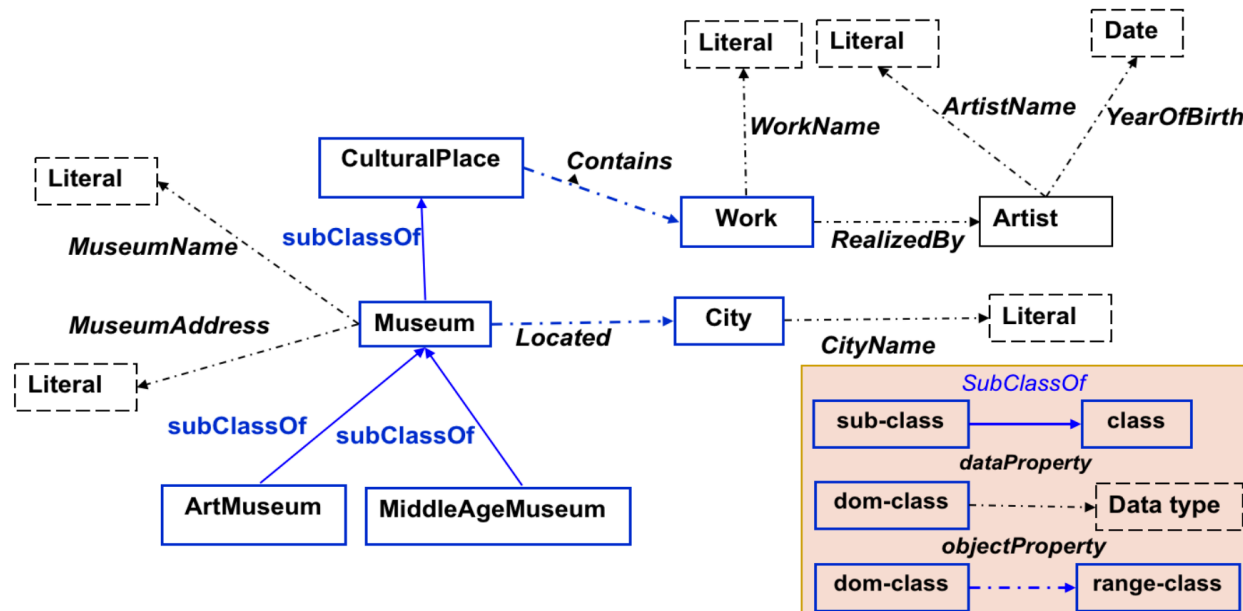 Literal
Literal
Date
ArtistName
YearOfBirth
WorkName
CulturalPlace
Contains
Literal
Work
Artist
RealizedBy
subClassOf
MuseumName
MuseumAddress
Museum
Located
City
Literal
CityName
Literal
subClassOf
subClassOf
ArtMuseum
MiddleAgeMuseum
SubClassOf
sub-class
class
dataProperty
dom-class
Data type
objectProperty
dom-class
range-class